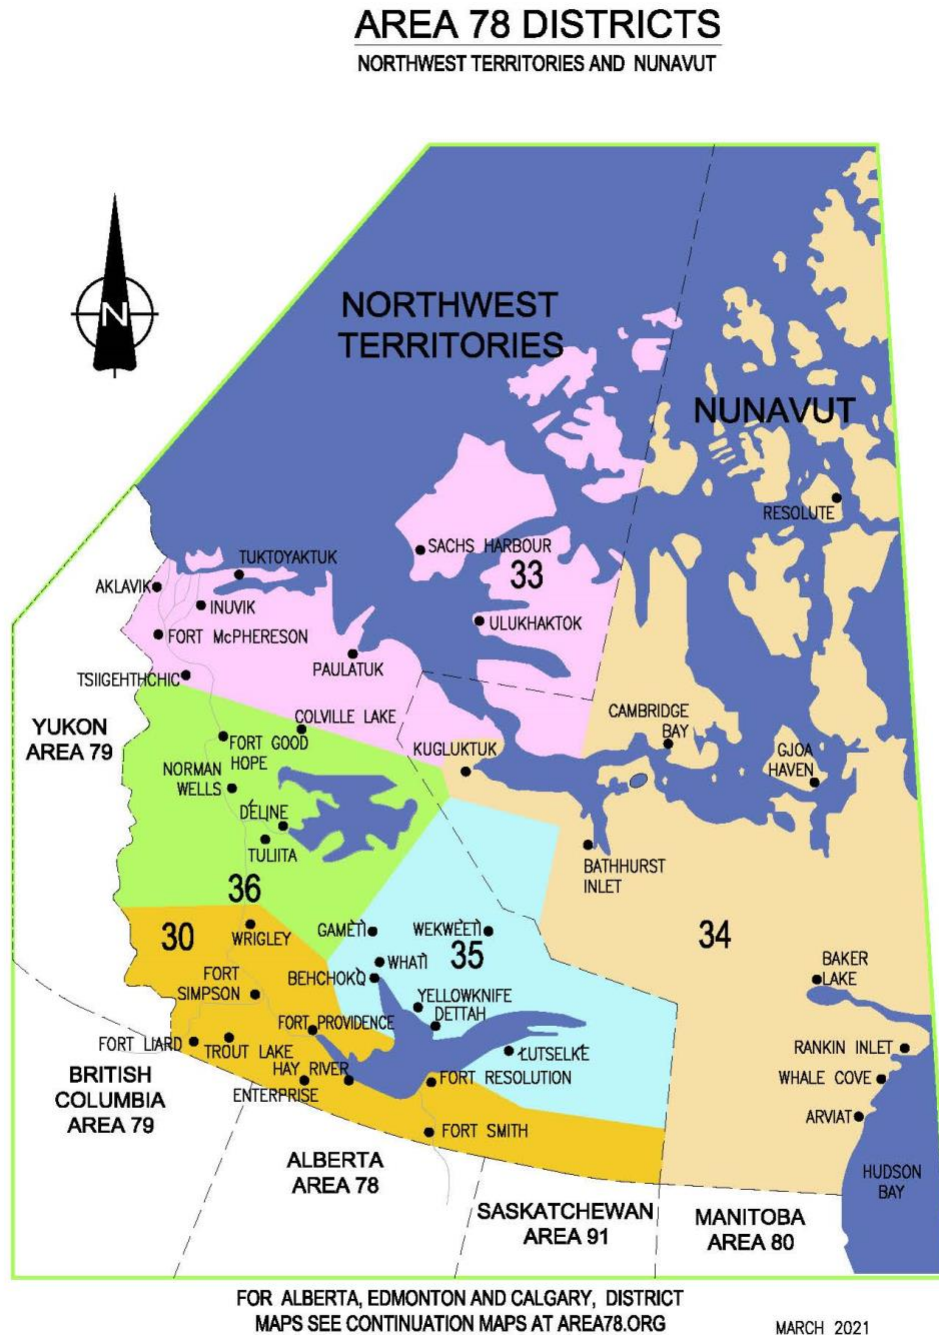 AREA 78 DISTRICTS
NORTHWEST TERRITORIES AND NUNAVUT
N
NORTHWEST
TERRITORIES
NUNAVUT
RESOLUTE
SACHS HARBOUR
33
TUKTOYAKTUK
AKLAVIK
INUVIK
ULUKHAKTOK
FORT McPHERESON
PAULATUK
TSIIGEHTHCHIC
YUKON
AREA 79
COLVILLE LAKE
FORT GOOD
HOPE
CAMBRIDGE
BAY
KUGLUKTUK
GJOA
HAVEN
NORMAN
WELLS
DÉLINE
TULIITA
BATHHURST
INLET
36
30
WRIGLEY
GAMÈTÌ
WEKWEÈTÌ
35
34
WHATÌ
BEHCHOKQ̀
BAKER
LAKE
FORT
SIMPSON
YELLOWKNIFE
DETTAH
FORT PROVIDENCE
FORT LIARD
TROUT LAKE
ŁUTSELKÉ
RANKIN INLET
HAY RIVER
ENTERPRISE
FORT RESOLUTION
WHALE COVE
BRITISH
COLUMBIA
AREA 79
FORT SMITH
ARVIAT
ALBERTA
AREA 78
HUDSON
BAY
SASKATCHEWAN
AREA 91
MANITOBA
AREA 80
FOR ALBERTA, EDMONTON AND CALGARY, DISTRICT
MAPS SEE CONTINUATION MAPS AT AREA78.ORG
MARCH 2021